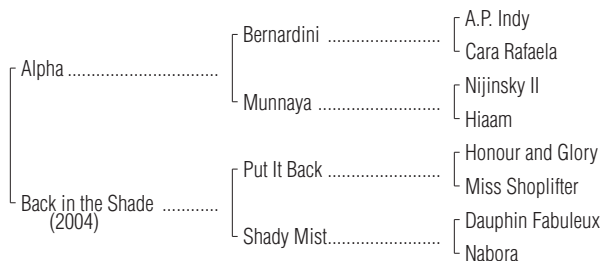 A.P. Indy
Bernardini ............................
Cara Rafaela
Alpha ......................................
Nijinsky II
Munnaya ...............................
Hiaam
Honour and Glory
Put It Back ............................
Miss Shoplifter
Back in the Shade ..............
(2004)
Dauphin Fabuleux
Shady Mist............................
Nabora